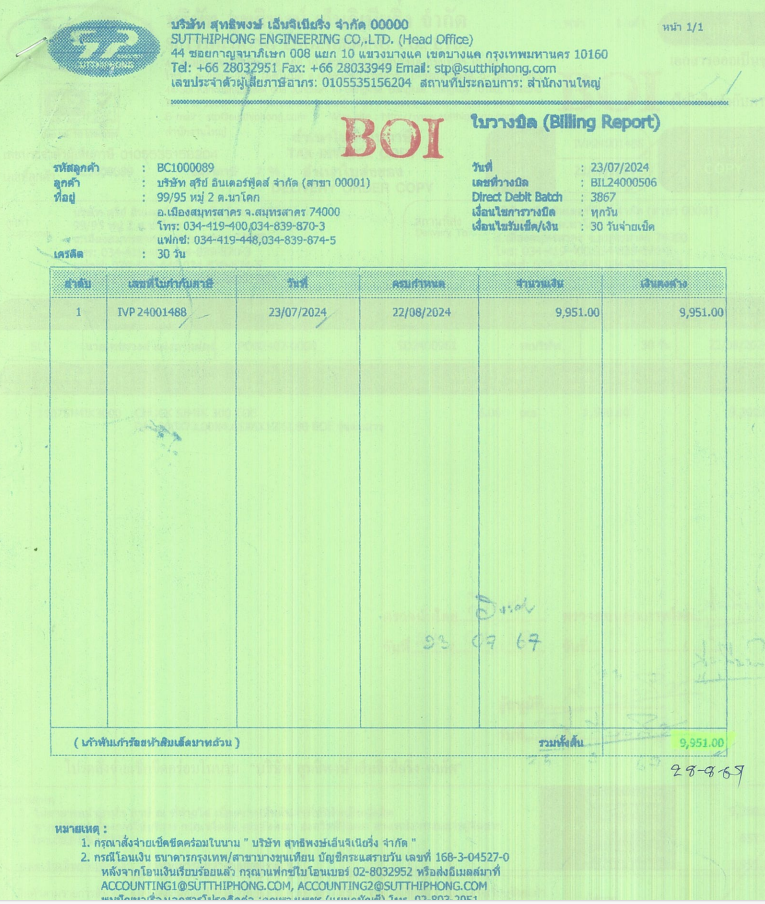 SUTTHIPHONG
บริษัท สุทธิพงษ์ เอ็นจิเนียริ่ง จำกัด 00000
หน้า 1/1
SUTTHIPHONG ENGINEERING CO,.LTD. (Head Office)
44 ซอยกาญจนาภิเษก 008 แยก 10 แขวงบางแค เขตบางแค กรุงเทพมหานคร 10160
Tel: +66 28032951 Fax: +66 28033949 Email: stp@sutthiphong.com
เลขประจำตัวผู้เสียภาษีอากร: 0105535156204 สถานที่ประกอบการ: สำนักงานใหญ่
BOI
ใบวางบิล (Billing Report)
รหัสลูกค้า : BC1000089
ลูกค้า : บริษัท สุรีย์ อินเตอร์ฟู้ดส์ จำกัด (สาขา 00001)
ที่อยู่ : 99/95 หมู่ 2 ต.นาโคก
อ.เมืองสมุทรสาคร จ.สมุทรสาคร 74000
โทร: 034-419-400,034-839-870-3
แฟกซ์: 034-419-448,034-839-874-5
เครดิต : 30 วัน
วันที่ : 23/07/2024
เลขที่วางบิล : BIL24000506
Direct Debit Batch : 3867
เงื่อนไขการวางบิล : ทุกวัน
เงื่อนไขรับเช็ค/เงิน : 30 วันจ่ายเช็ค
ลำดับ เลขที่ใบกำกับภาษี วันที่ ครบกำหนด จำนวนเงิน เงินคงค้าง
1 IVP24001488 23/07/2024 22/08/2024 9,951.00 9,951.00
23 07 67
( เก้าพันเก้าร้อยห้าสิบเอ็ดบาทถ้วน ) รวมทั้งสิ้น 9,951.00
28-8-67
หมายเหตุ :
1. กรุณาสั่งจ่ายเช็คขีดคร่อมในนาม " บริษัท สุทธิพงษ์เอ็นจิเนียริ่ง จำกัด "
2. กรณีโอนเงิน ธนาคารกรุงเทพ/สาขาบางขุนเทียน บัญชีกระแสรายวัน เลขที่ 168-3-04527-0
หลังจากโอนเงินเรียบร้อยแล้ว กรุณาแฟกซ์ใบโอนเบอร์ 02-8032952 หรือส่งอีเมลล์มาที่
ACCOUNTING1@SUTTHIPHONG.COM, ACCOUNTING2@SUTTHIPHONG.COM